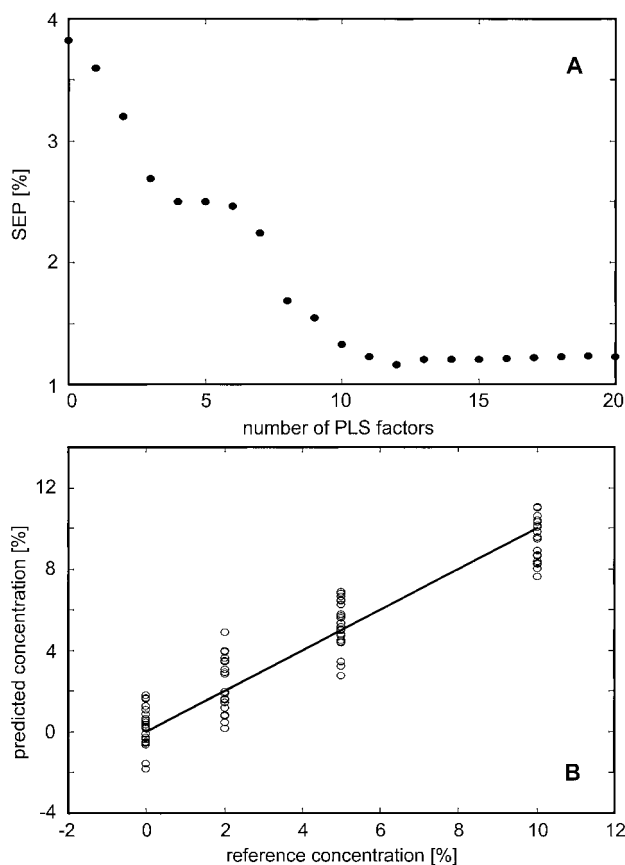 4
A
3
SEP [%]
2
1
0 5 10 15 20
number of PLS factors
12
8
predicted concentration [%]
4
0
B
-4
-2 0 2 4 6 8 10 12
reference concentration [%]